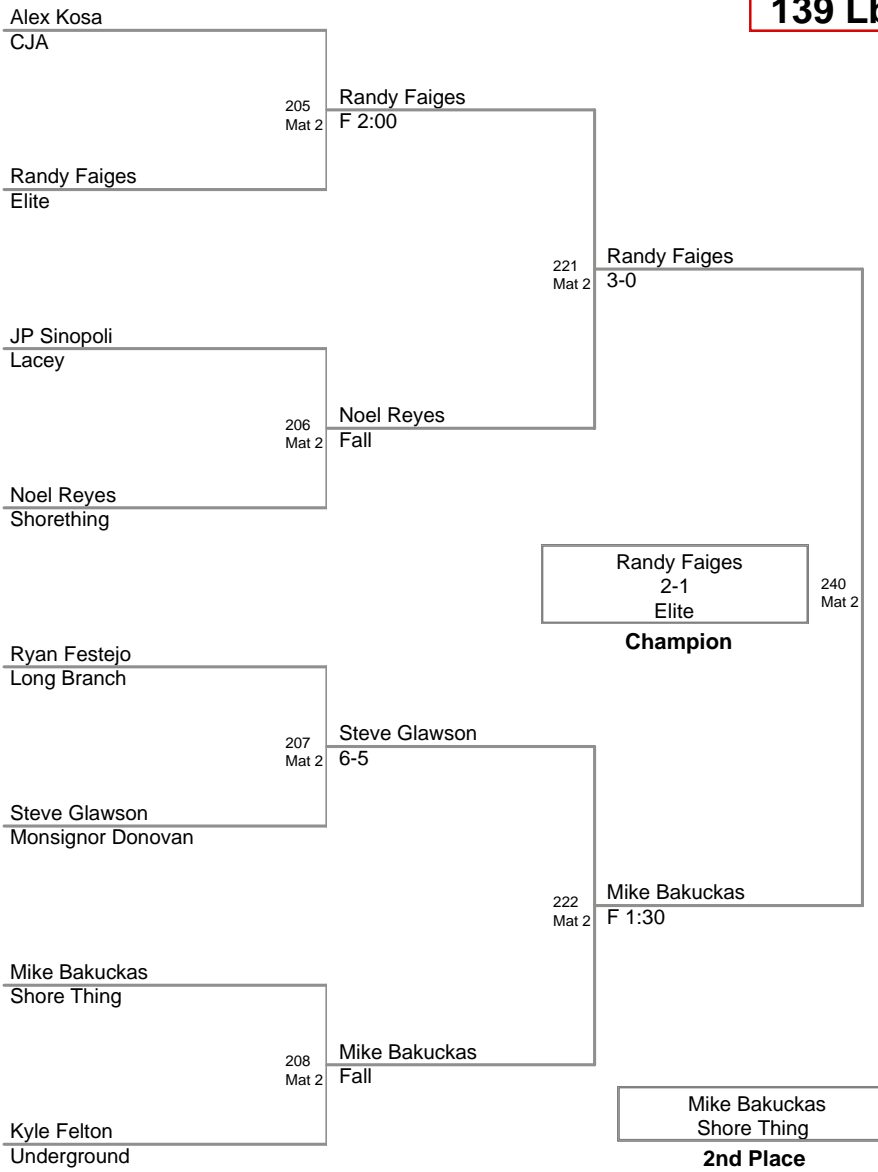 139 Lb
Alex Kosa
CJA
205
Mat 2
Randy Faiges
F 2:00
Randy Faiges
Elite
221
Mat 2
Randy Faiges
3-0
JP Sinopoli
Lacey
206
Mat 2
Noel Reyes
Fall
Noel Reyes
Shorething
Randy Faiges
2-1
Elite
Champion
240
Mat 2
Ryan Festejo
Long Branch
207
Mat 2
Steve Glawson
6-5
Steve Glawson
Monsignor Donovan
222
Mat 2
Mike Bakuckas
F 1:30
Mike Bakuckas
Shore Thing
208
Mat 2
Mike Bakuckas
Fall
Kyle Felton
Underground
Mike Bakuckas
Shore Thing
2nd Place